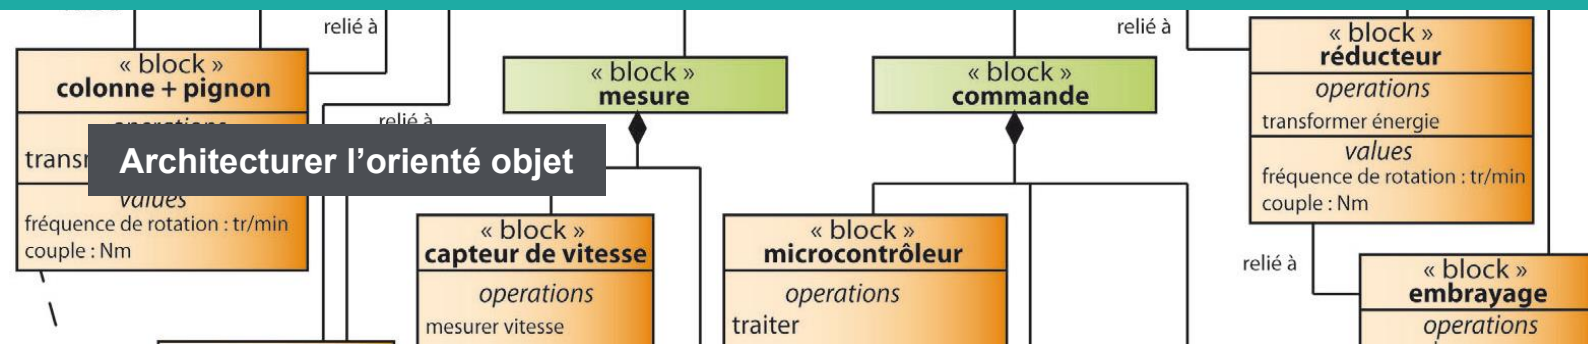 relié à
relié à
« block »
colonne + pignon
« block »
mesure
« block »
commande
« block »
réducteur
operations
transformer énergie
values
fréquence de rotation : tr/min
couple : Nm
operations
relié à
Architecturer l’orienté objet
values
fréquence de rotation : tr/min
couple : Nm
« block »
capteur de vitesse
operations
mesurer vitesse
« block »
microcontrôleur
operations
traiter
relié à
« block »
embrayage
operations